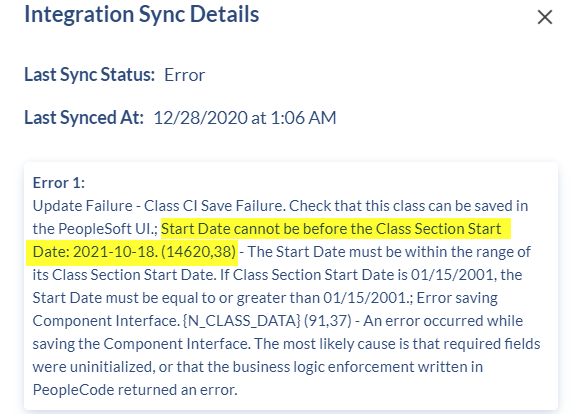 Integration Sync Details
Last Sync Status: Error
Last Synced At: 12/28/2020 at 1:06 AM
Error 1:
Update Failure - Class CI Save Failure. Check that this class can be saved in
the PeopleSoft UI.; Start Date cannot be before the Class Section Start
Date: 2021-10-18. (14620,38) - The Start Date must be within the range of
its Class Section Start Date. If Class Section Start Date is 01/15/2001, the
Start Date must be equal to or greater than 01/15/2001.; Error saving
Component Interface. {N_CLASS_DATA} (91,37) - An error occurred while
saving the Component Interface. The most likely cause is that required fields
were uninitialized, or that the business logic enforcement written in
PeopleCode returned an error.